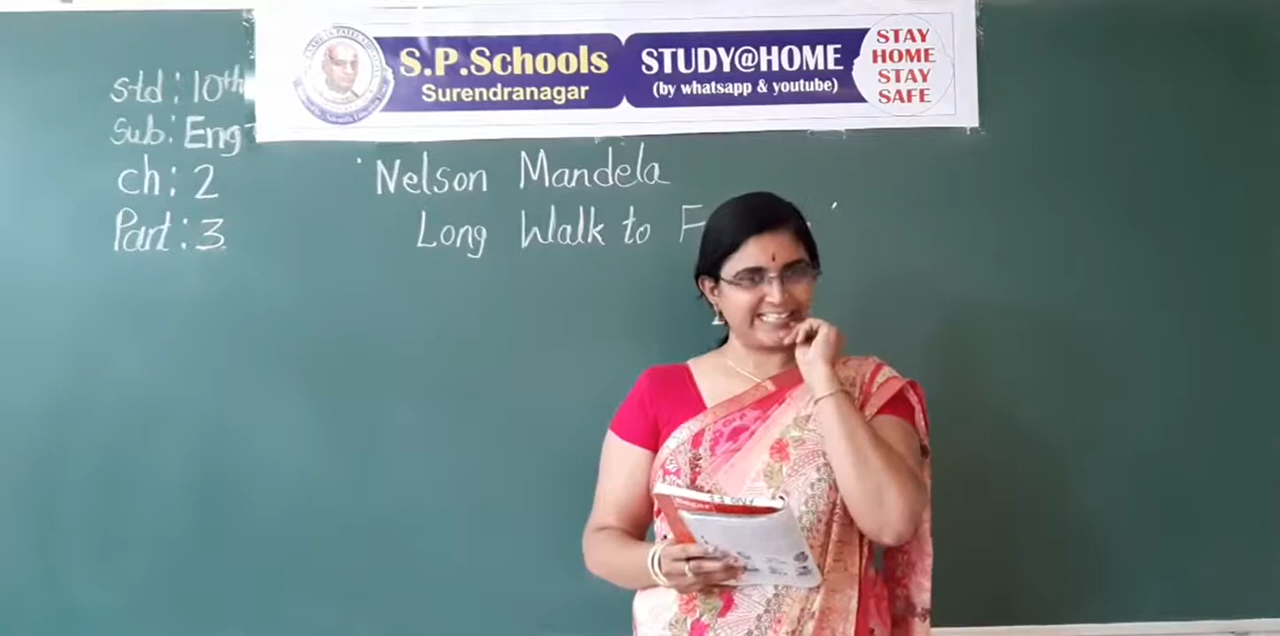 S.P.Schools
Surendranagar
STUDY@HOME
(by whatsapp & youtube)
STAY
HOME
STAY
SAFE
Std: 10th
Sub: Eng
Ch: 2
Part: 3
'Nelson Mandela
Long Walk to